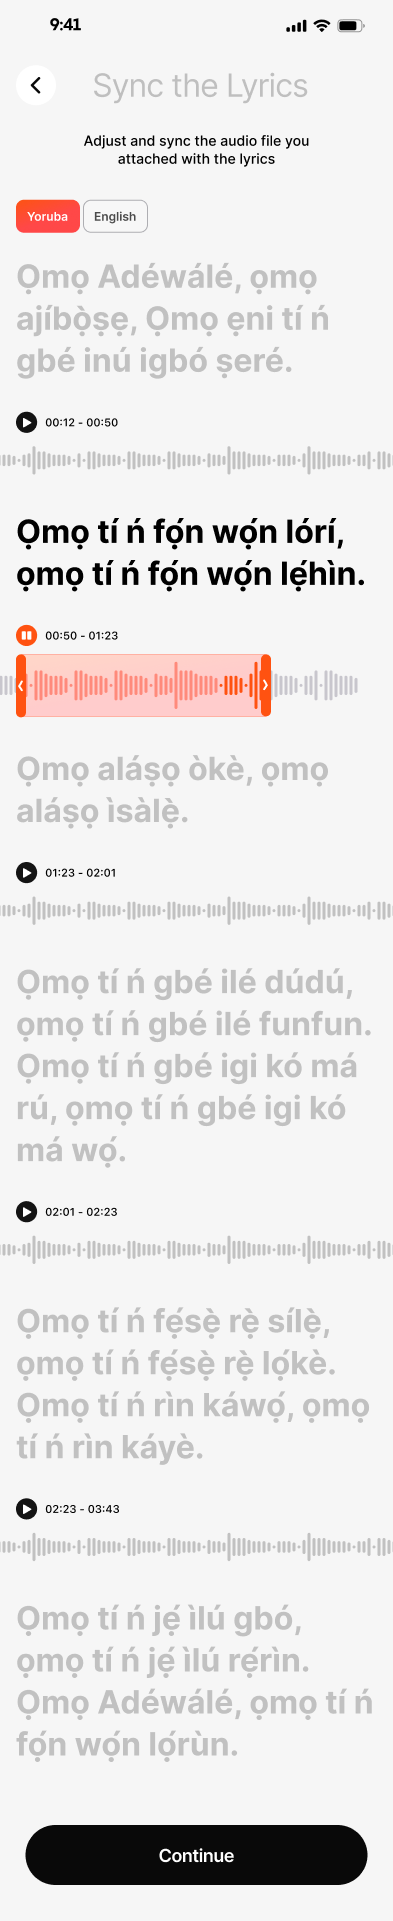 9:41
Sync the Lyrics
Adjust and sync the audio file you
attached with the lyrics
Yoruba English
Ọmọ Adéwálé, ọmọ
ajíbọ̀ṣẹ, Ọmọ ẹni tí ń
gbé inú igbó ṣeré.
00:12 - 00:50
Ọmọ tí ń fọ́n wọ́n lórí,
ọmọ tí ń fọ́n wọ́n lẹ́hìn.
00:50 - 01:23
Ọmọ aláṣọ òkè, ọmọ
aláṣọ ìsàlẹ̀.
01:23 - 02:01
Ọmọ tí ń gbé ilé dúdú,
ọmọ tí ń gbé ilé funfun.
Ọmọ tí ń gbé igi kó má
rú, ọmọ tí ń gbé igi kó
má wọ́.
02:01 - 02:23
Ọmọ tí ń fẹ́sẹ̀ rẹ̀ sílẹ̀,
ọmọ tí ń fẹ́sẹ̀ rẹ̀ lọ́kè.
Ọmọ tí ń rìn káwọ́, ọmọ
tí ń rìn káyè.
02:23 - 03:43
Ọmọ tí ń jẹ́ ìlú gbó,
ọmọ tí ń jẹ́ ìlú rẹ́rìn.
Ọmọ Adéwálé, ọmọ tí ń
fọ́n wọ́n lọ́rùn.
Continue